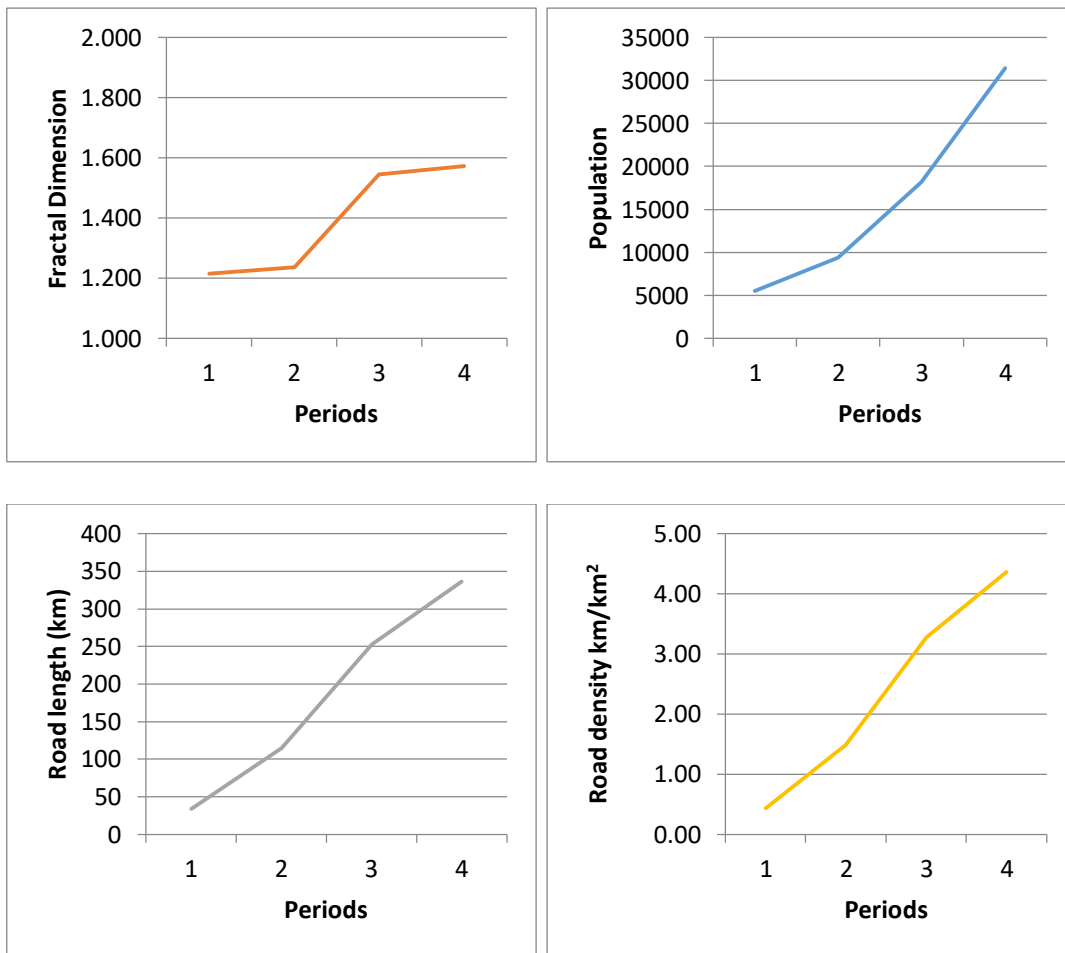 2.000
1.800
1.600
1.400
1.200
1.000
Fractal Dimension
1 2 3 4
Periods
35000
30000
25000
20000
15000
10000
5000
0
Population
1 2 3 4
Periods
400
350
300
250
200
150
100
50
0
Road length (km)
1 2 3 4
Periods
5.00
4.00
3.00
2.00
1.00
0.00
Road density km/km²
1 2 3 4
Periods